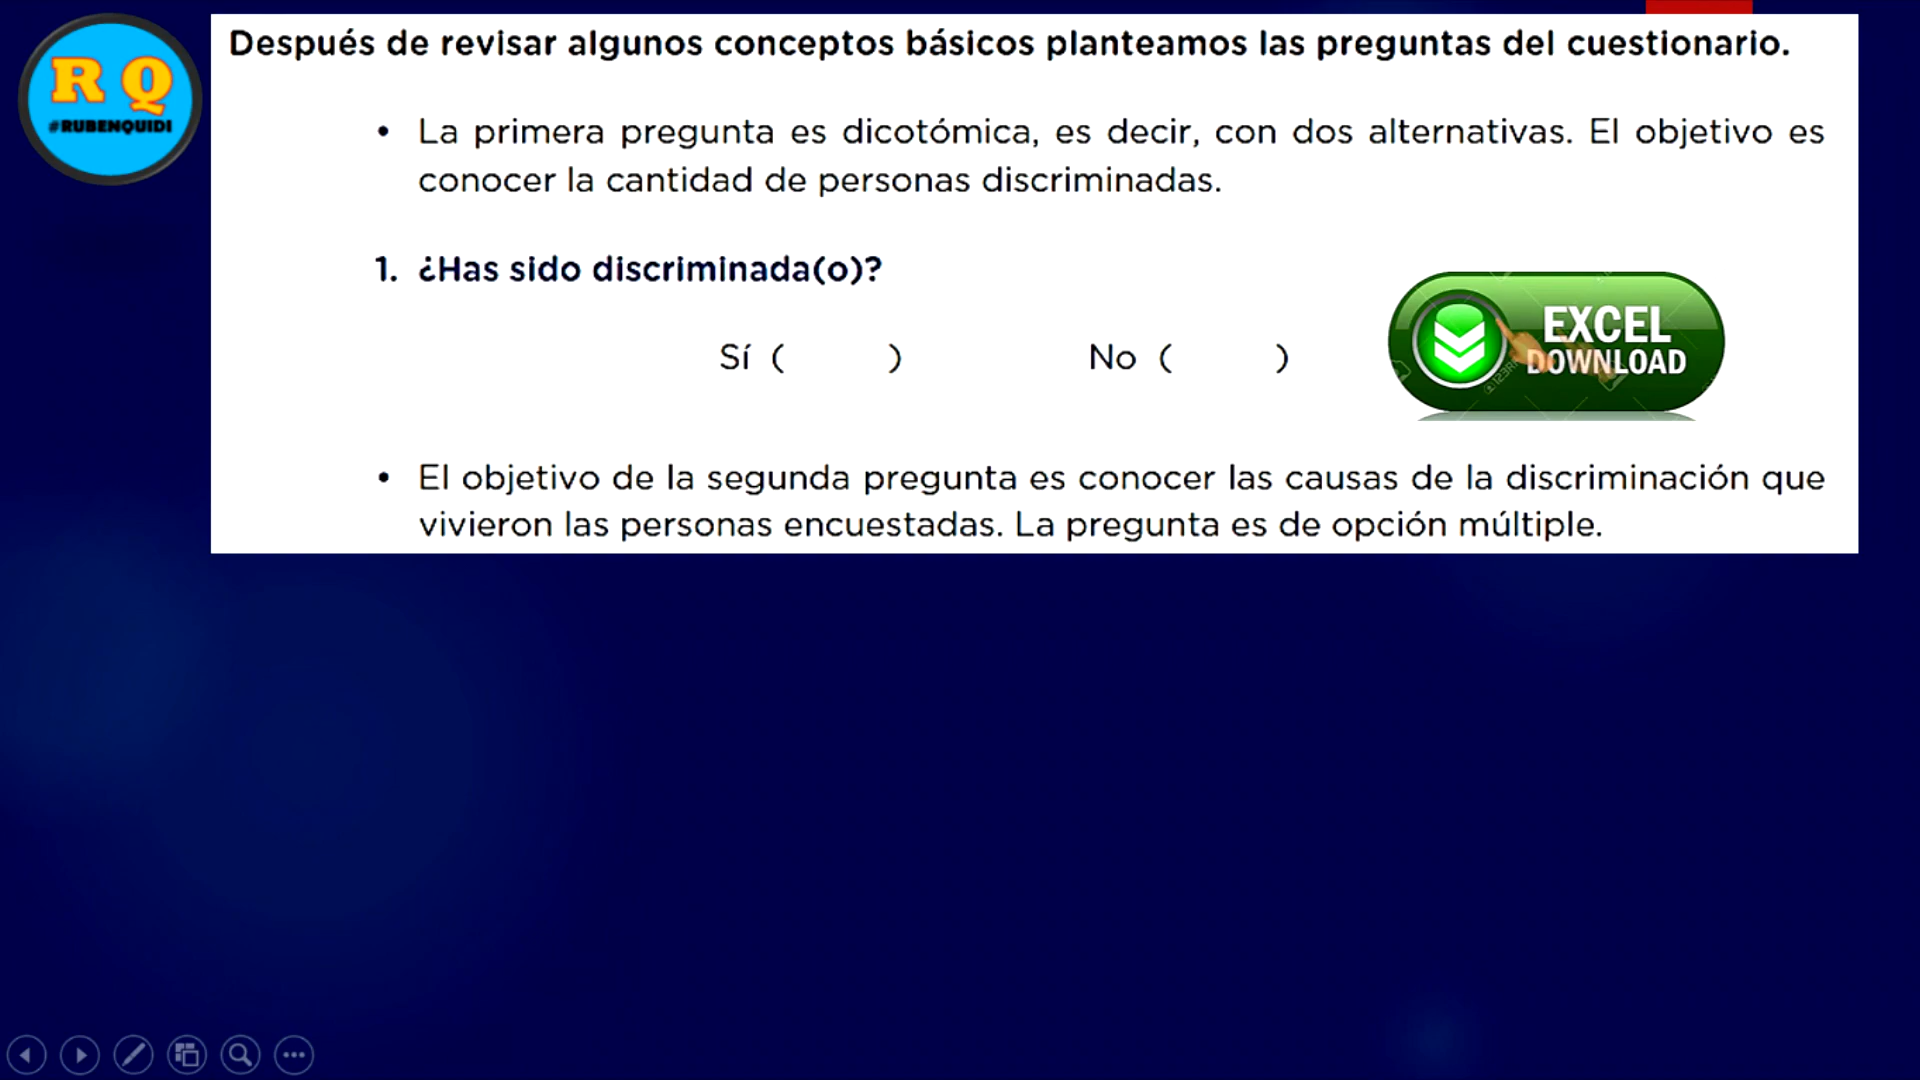 R Q
#RUBENQUIDI
Después de revisar algunos conceptos básicos planteamos las preguntas del cuestionario.
• La primera pregunta es dicotómica, es decir, con dos alternativas. El objetivo es
conocer la cantidad de personas discriminadas.
1. ¿Has sido discriminada(o)?
Sí ( ) No ( )
EXCEL
DOWNLOAD
• El objetivo de la segunda pregunta es conocer las causas de la discriminación que
vivieron las personas encuestadas. La pregunta es de opción múltiple.